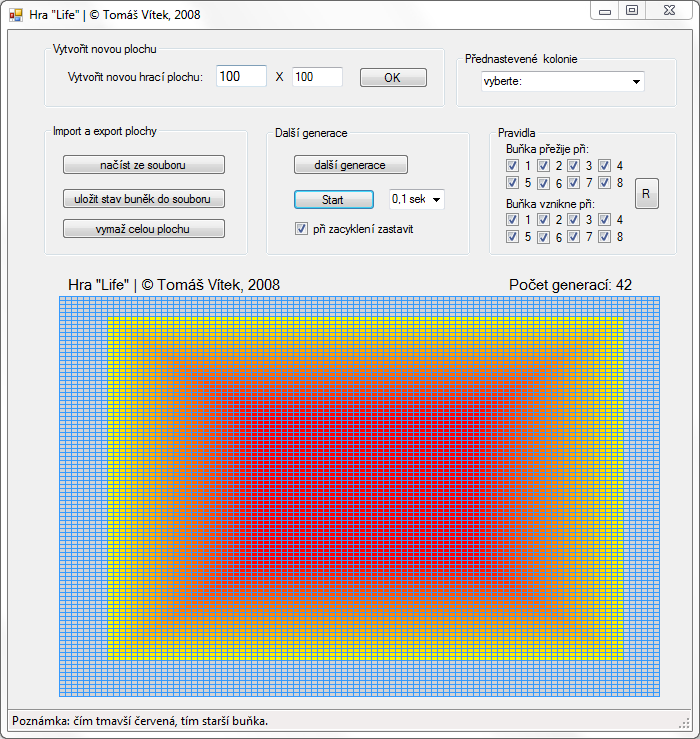 Hra "Life" | © Tomáš Vítek, 2008
Vytvořit novou plochu
Vytvořit novou hrací plochu: 100 X 100 OK
Přednastevené kolonie
vyberte:
Import a export plochy
načíst ze souboru
uložit stav buněk do souboru
vymaž celou plochu
Další generace
další generace
Start 0,1 sek
při zacyklení zastavit
Pravidla
Buňka přežije při:
1 2 3 4
5 6 7 8
R
Buňka vznikne při:
1 2 3 4
5 6 7 8
Hra "Life" | © Tomáš Vítek, 2008
Počet generací: 42
Poznámka: čím tmavší červená, tím starší buňka.